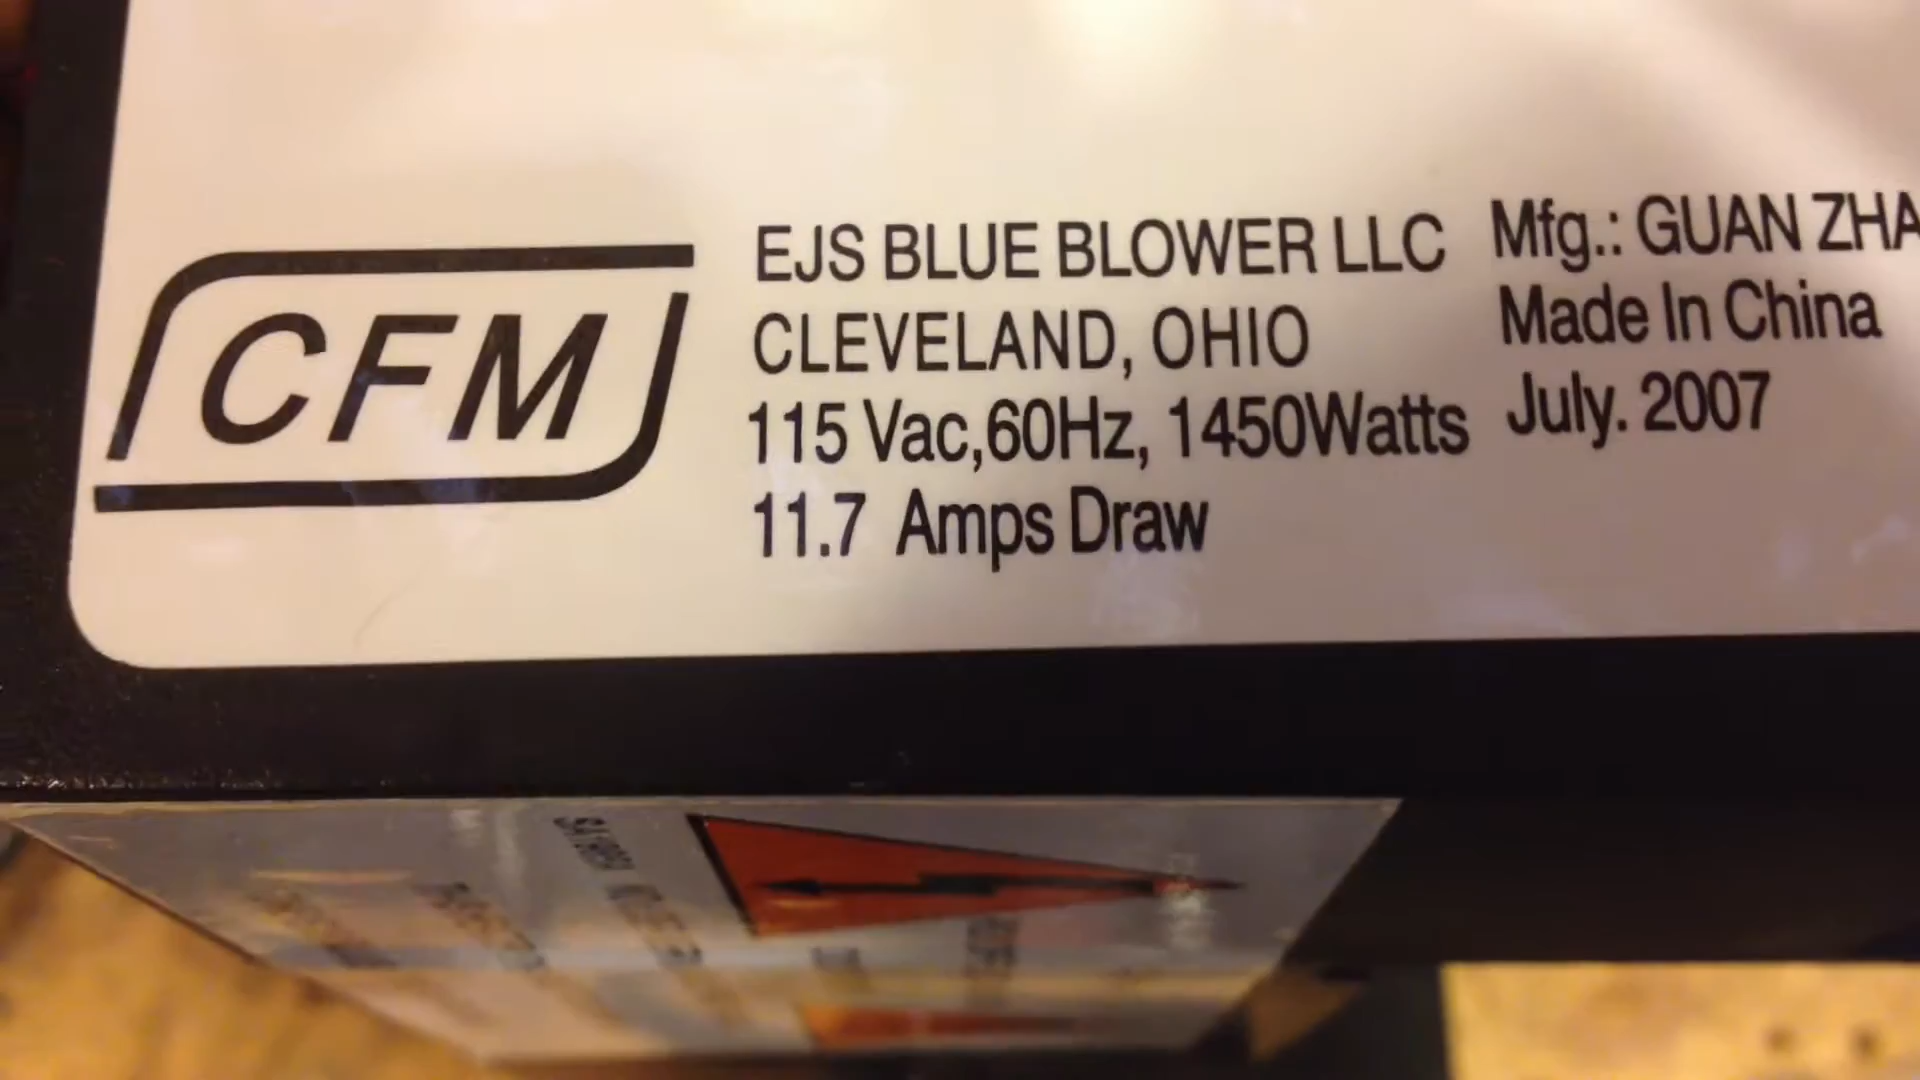 CFM
EJS BLUE BLOWER LLC
CLEVELAND, OHIO
115 Vac,60Hz, 1450Watts
11.7 Amps Draw
Mfg.: GUAN ZHA
Made In China
July. 2007